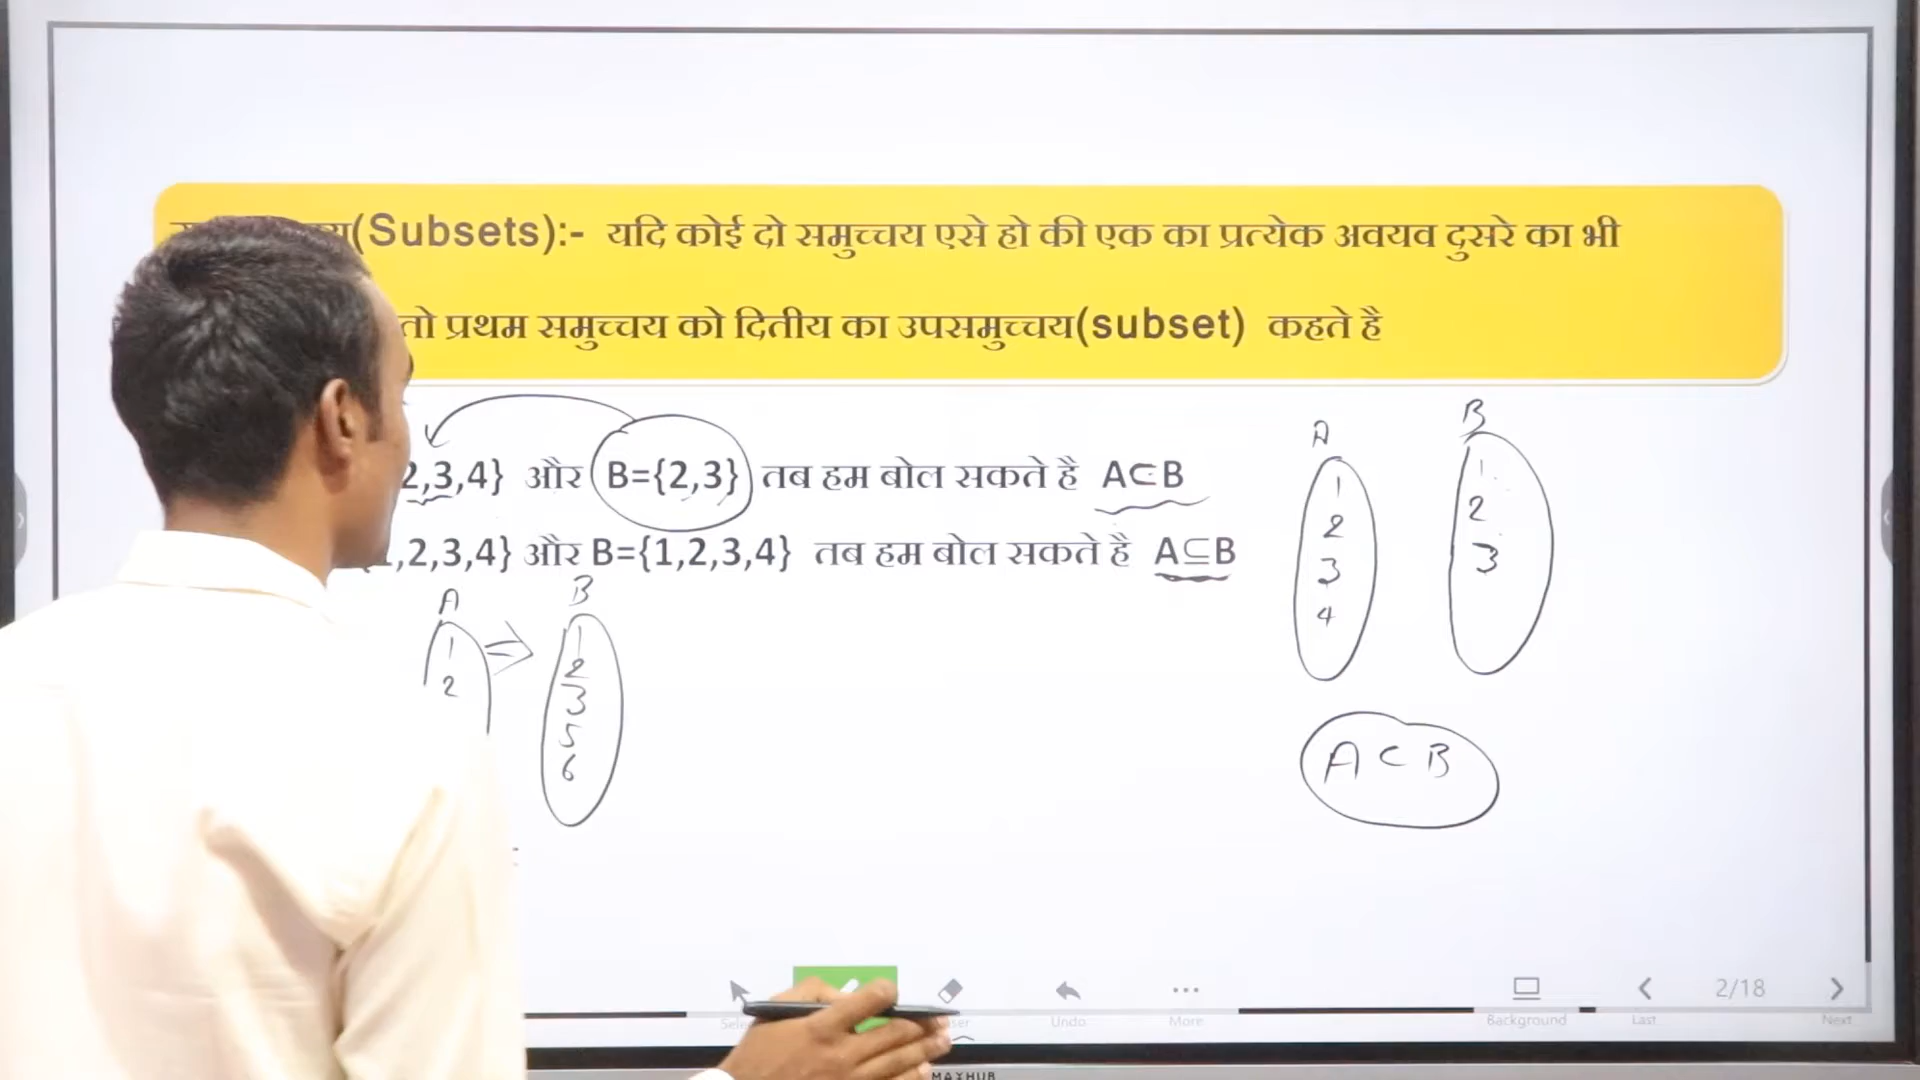 (Subsets):- यदि कोई दो समुच्चय एसे हो की एक का प्रत्येक अवयव दुसरे का भी
तो प्रथम समुच्चय को दितीय का उपसमुच्चय(subset) कहते है
2,3,4} और B={2,3} तब हम बोल सकते है A⊂B
1,2,3,4} और B={1,2,3,4} तब हम बोल सकते है A⊆B
A B
1 1
2 2
3 3
4
A ⊂ B
A B
1 1
2 2
3
5
6
Undo More Background Last 2/18 Next
MAXHUB